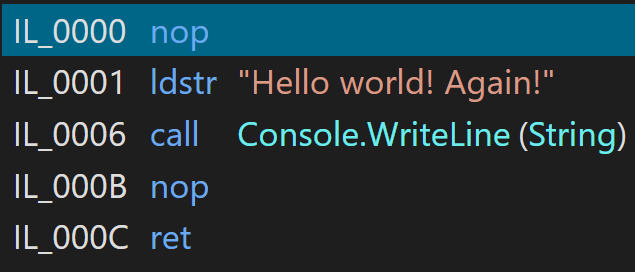 IL_0000 nop
IL_0001 ldstr "Hello world! Again!"
IL_0006 call Console.WriteLine (String)
IL_000B nop
IL_000C ret